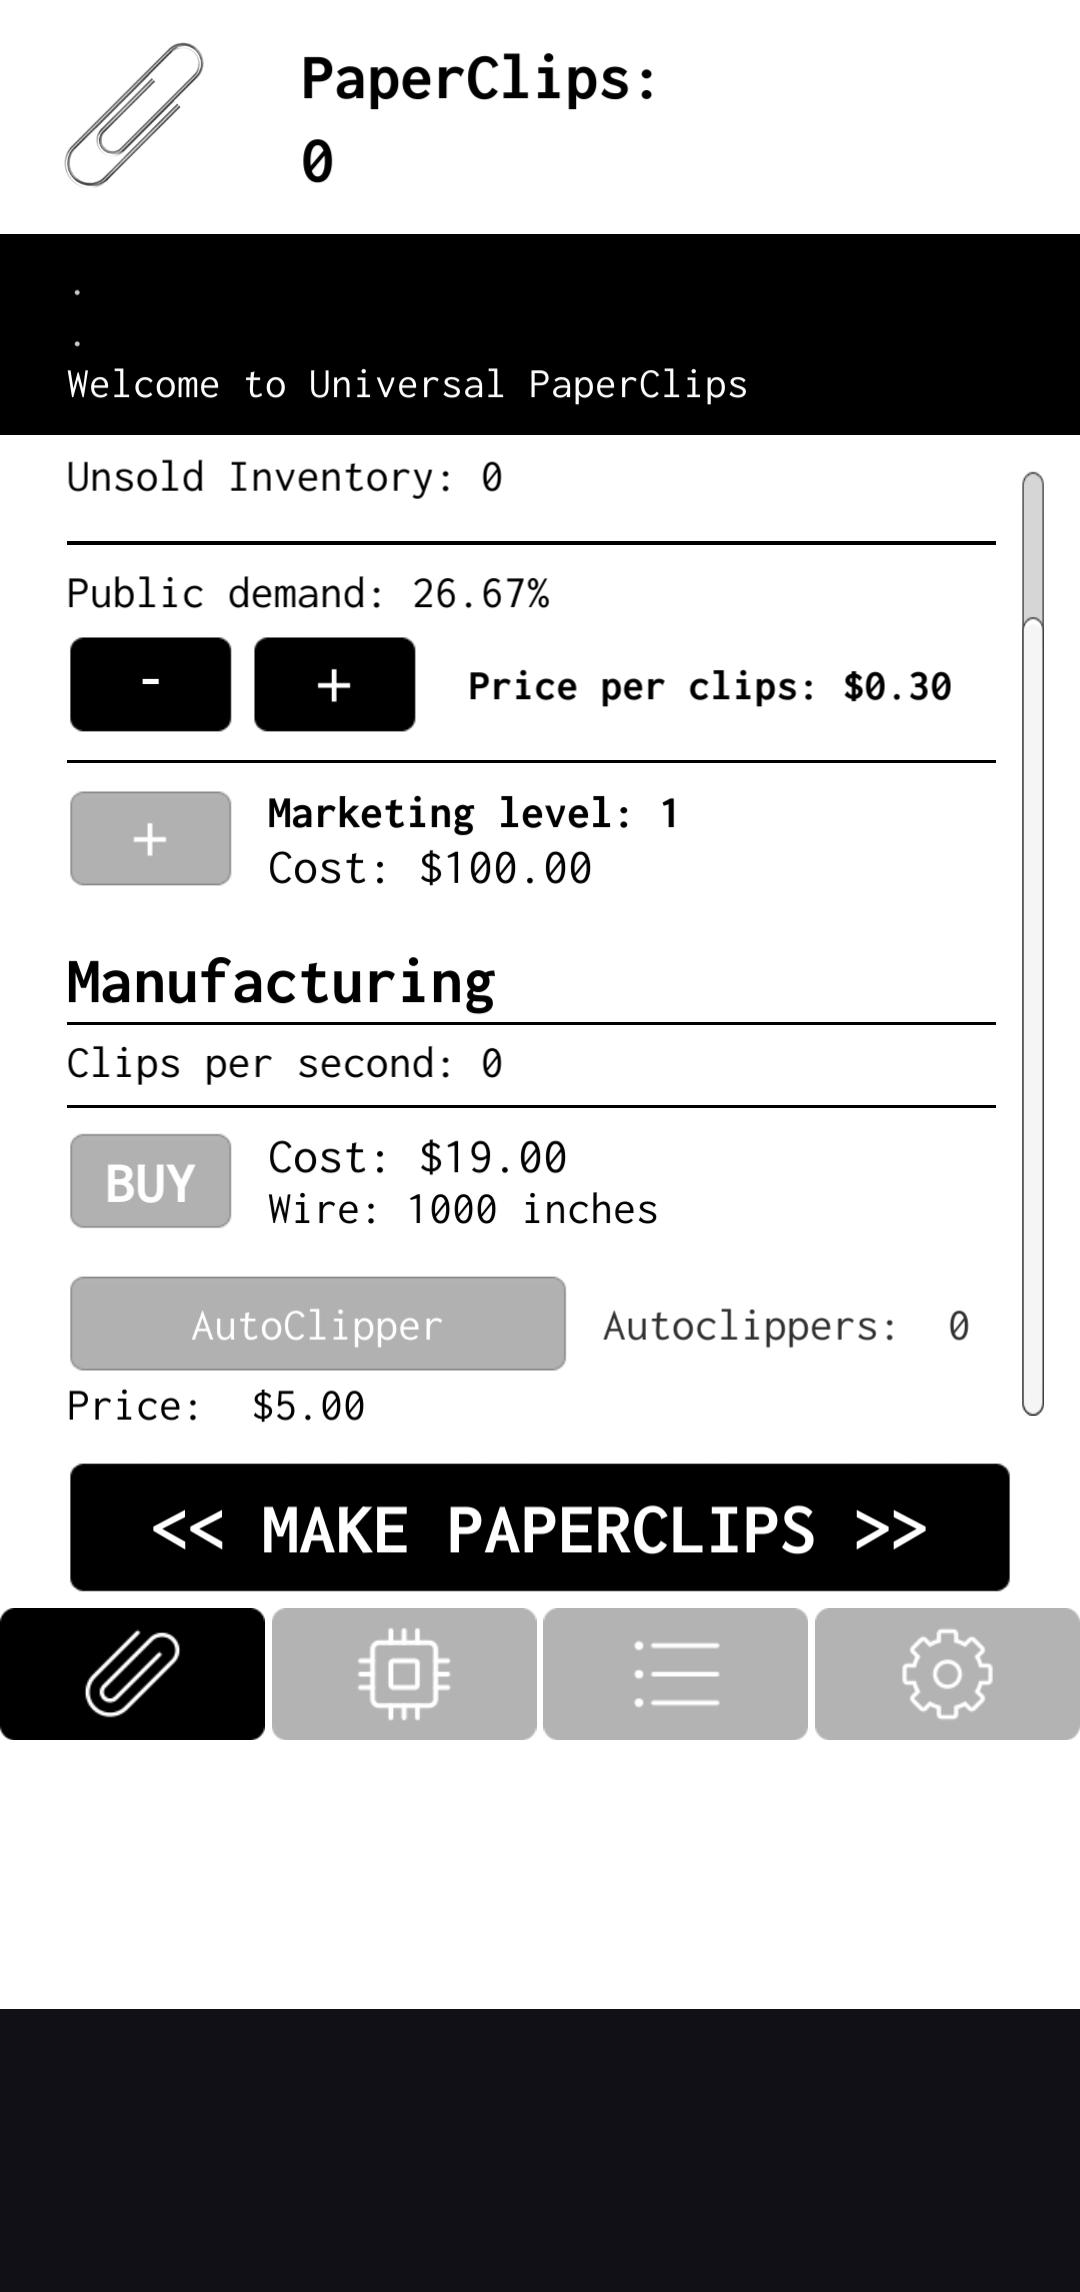 PaperClips:
0
.
.
Welcome to Universal PaperClips
Unsold Inventory: 0
Public demand: 26.67%
- + Price per clips: $0.30
+ Marketing level: 1
Cost: $100.00
Manufacturing
Clips per second: 0
BUY Cost: $19.00
Wire: 1000 inches
AutoClipper Autoclippers: 0
Price: $5.00
<< MAKE PAPERCLIPS >>